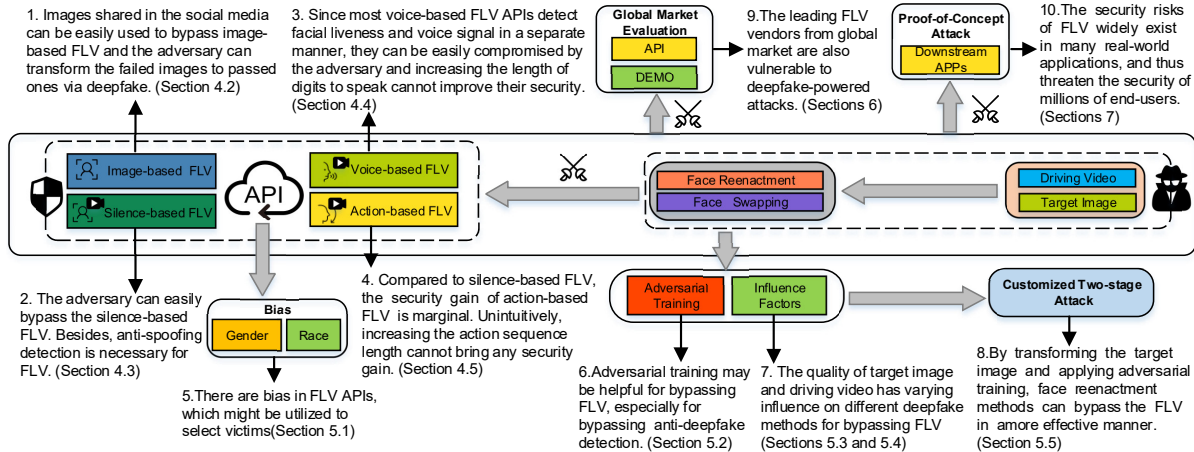 1. Images shared in the social media
can be easily used to bypass image-
based FLV and the adversary can
transform the failed images to passed
ones via deepfake. (Section 4.2)
3. Since most voice-based FLV APIs detect
facial liveness and voice signal in a separate
manner, they can be easily compromised by
the adversary and increasing the length of
digits to speak cannot improve their security.
(Section 4.4)
Global Market
Evaluation
API
DEMO
9.The leading FLV
vendors from global
market are also
vulnerable to
deepfake-powered
attacks. (Sections 6)
Proof-of-Concept
Attack
Downstream
APPs
10. The security risks
of FLV widely exist
in many real-world
applications, and thus
threaten the security of
millions of end-users.
(Sections 7)
Image-based FLV
Silence-based FLV
API
Voice-based FLV
Action-based FLV
Face Reenactment
Face Swapping
Driving Video
Target Image
2. The adversary can easily
bypass the silence-based
FLV. Besides, anti-spoofing
detection is necessary for
FLV. (Section 4.3)
Bias
Gender
Race
4. Compared to silence-based FLV,
the security gain of action-based
FLV is marginal. Unintuitively,
increasing the action sequence
length cannot bring any security
gain. (Section 4.5)
Adversarial
Training
Influence
Factors
Customized Two-stage
Attack
5.There are bias in FLV APIs,
which might be utilized to
select victims(Section 5.1)
6.Adversarial training may
be helpful for bypassing
FLV, especially for
bypassing anti-deepfake
detection. (Section 5.2)
7. The quality of target image
and driving video has varying
influence on different deepfake
methods for bypassing FLV
(Sections 5.3 and 5.4)
8.By transforming the target
image and applying adversarial
training, face reenactment
methods can bypass the FLV
in amore effective manner.
(Section 5.5)